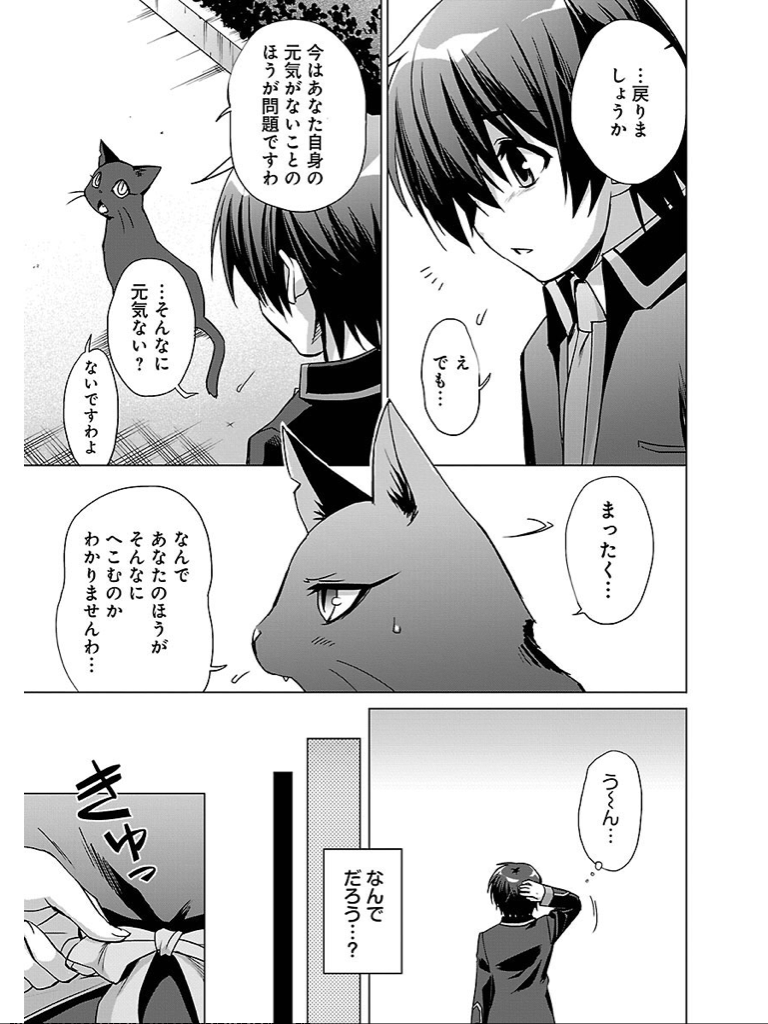 …戻りま
しょうか
え
でも…
今はあなた自身の
元気がないことの
ほうが問題ですわ
…そんなに
元気ない？
ないですわよ
まったく…
なんで
あなたのほうが
そんなに
へこむのか
わかりませんわ…
う〜ん…
なんで
だろう…？
きゅっ